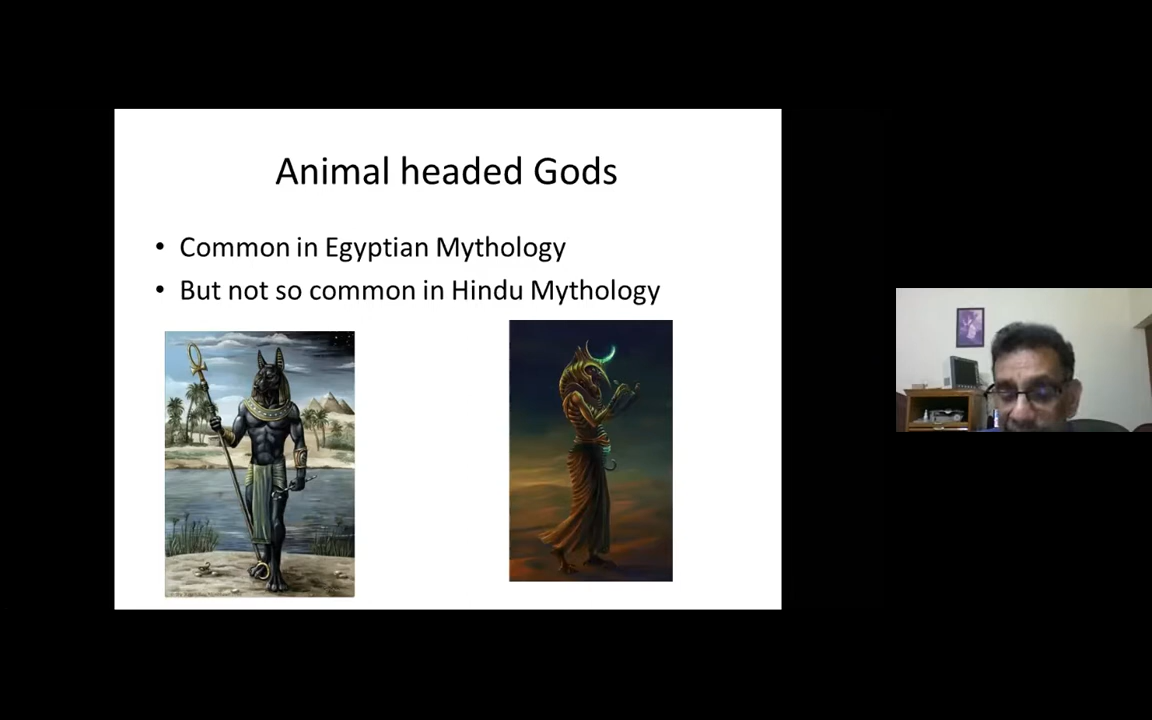 Animal headed Gods
• Common in Egyptian Mythology
• But not so common in Hindu Mythology